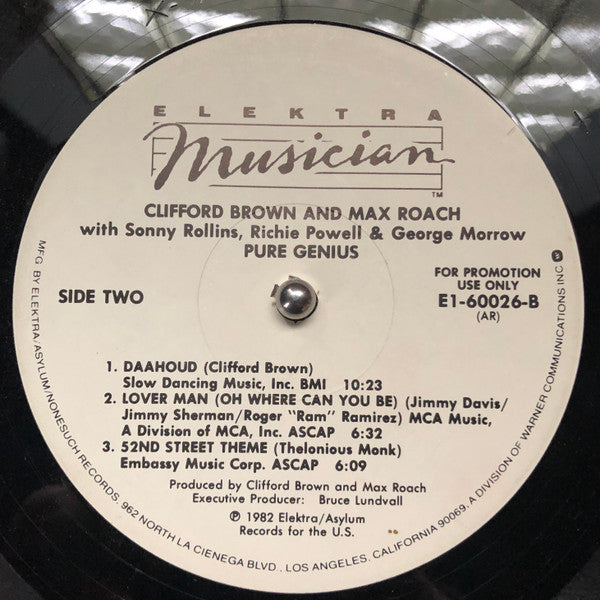 ELEKTRA
Musician
TM
CLIFFORD BROWN AND MAX ROACH
with Sonny Rollins, Richie Powell & George Morrow
PURE GENIUS
SIDE TWO
FOR PROMOTION
USE ONLY
E1-60026-B
(AR)
1. DAAHOUD (Clifford Brown)
Slow Dancing Music, Inc. BMI 10:23
2. LOVER MAN (OH WHERE CAN YOU BE) (Jimmy Davis/
Jimmy Sherman/Roger "Ram" Ramirez) MCA Music,
A Division of MCA, Inc. ASCAP 6:32
3. 52ND STREET THEME (Thelonious Monk)
Embassy Music Corp. ASCAP 6:09
Produced by Clifford Brown and Max Roach
Executive Producer: Bruce Lundvall
℗ 1982 Elektra/Asylum
Records for the U.S.
MFG. BY ELEKTRA/ASYLUM/NONESUCH RECORDS, 962 NORTH LA CIENEGA BLVD., LOS ANGELES, CALIFORNIA 90069. A DIVISION OF WARNER COMMUNICATIONS INC